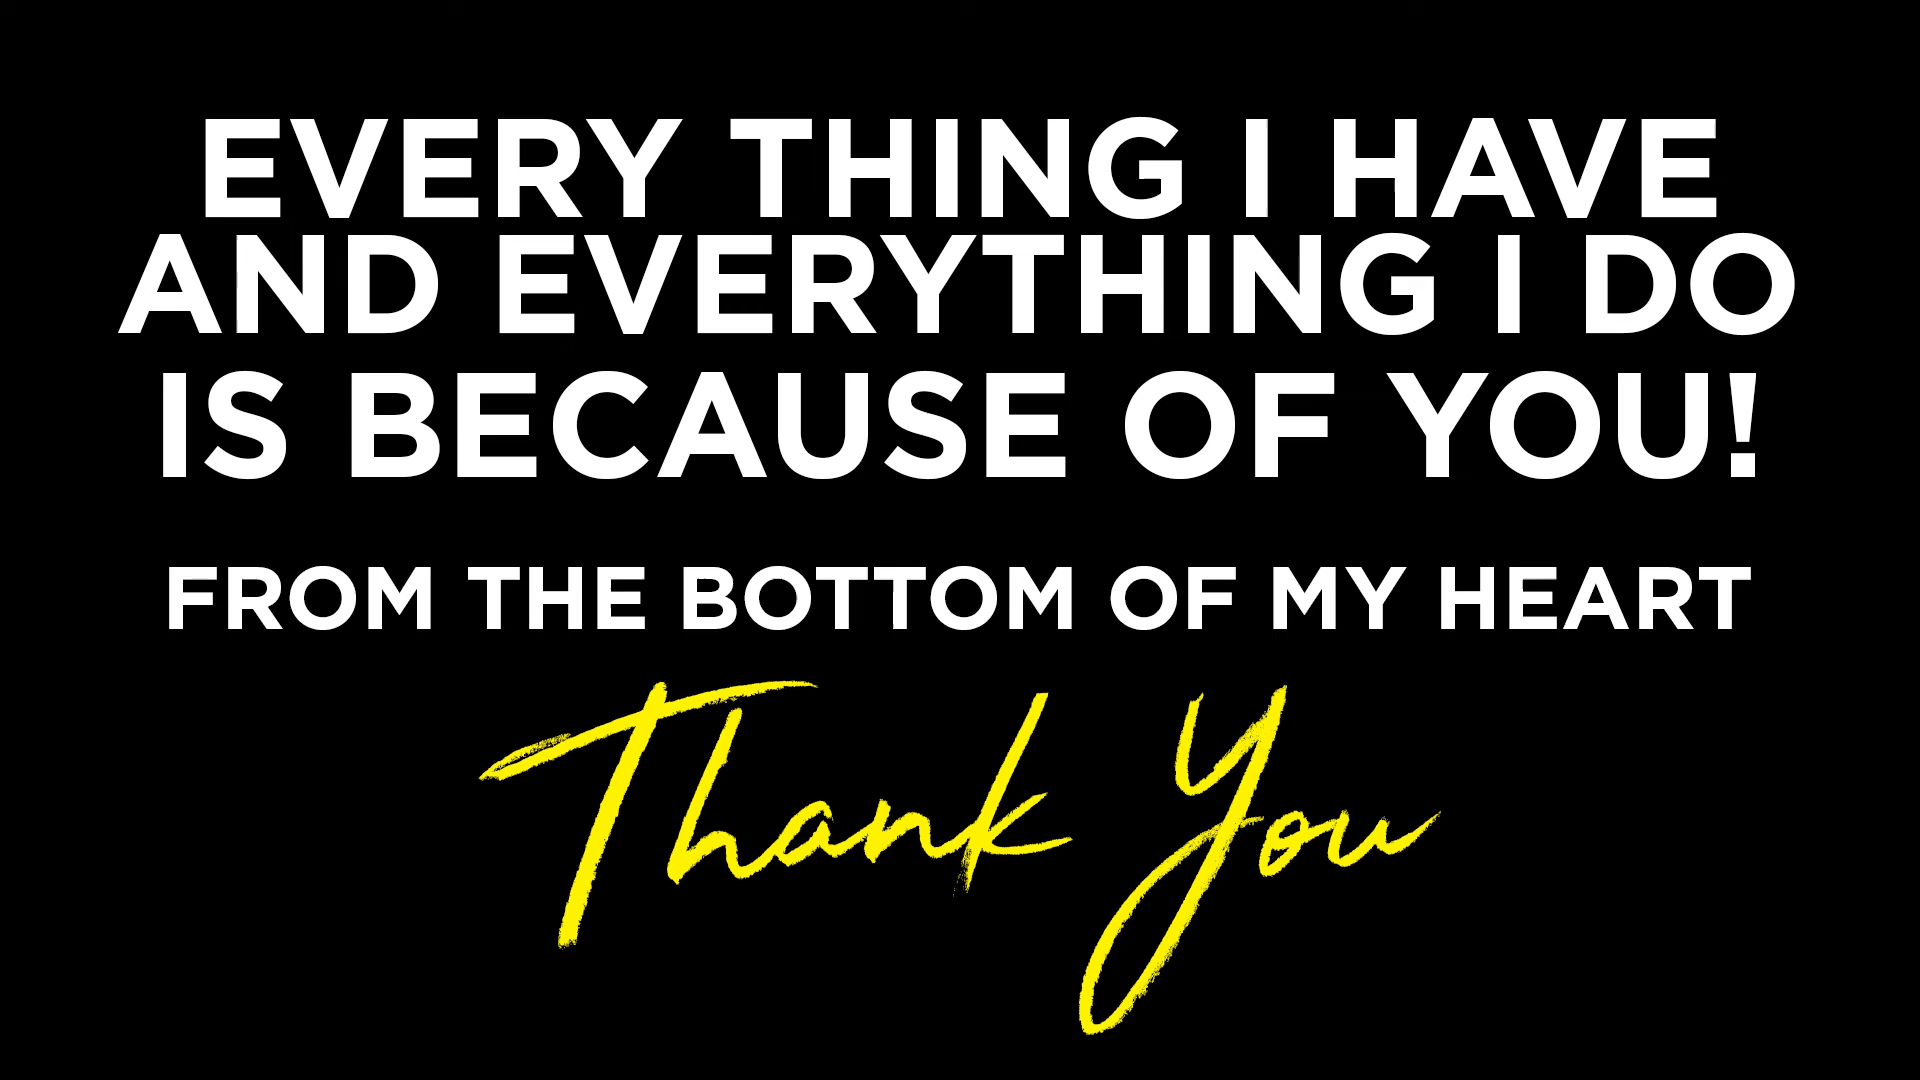 EVERY THING I HAVE
AND EVERYTHING I DO
IS BECAUSE OF YOU!
FROM THE BOTTOM OF MY HEART
Thank You